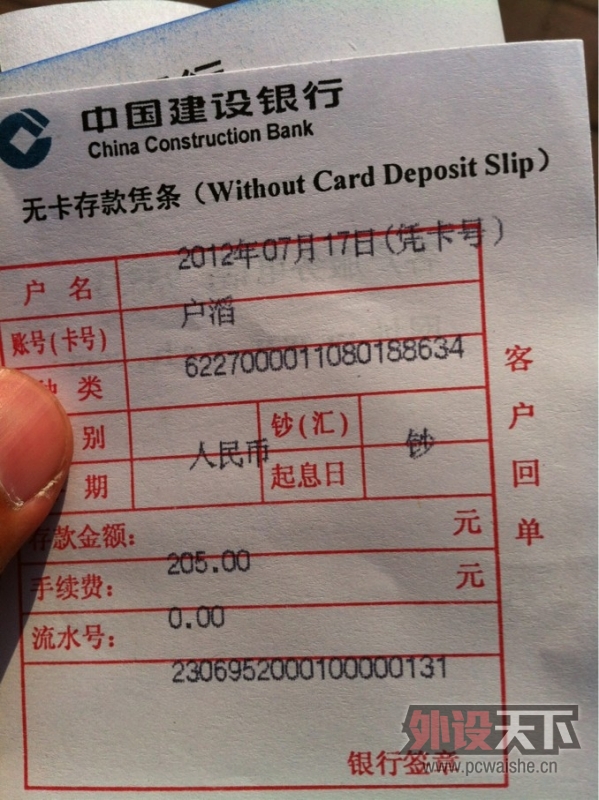 中国建设银行
China Construction Bank
无卡存款凭条（Without Card Deposit Slip）
2012年07月17日(凭卡号)
户 名
户滔
账号(卡号)
6227000011080188634
类
别 人民币 钞(汇) 钞
期 起息日
存款金额： 元
205.00
手续费： 元
0.00
流水号：
2306952000100000131
银行签章
客户回单
外设天下
www.pcwaishe.cn